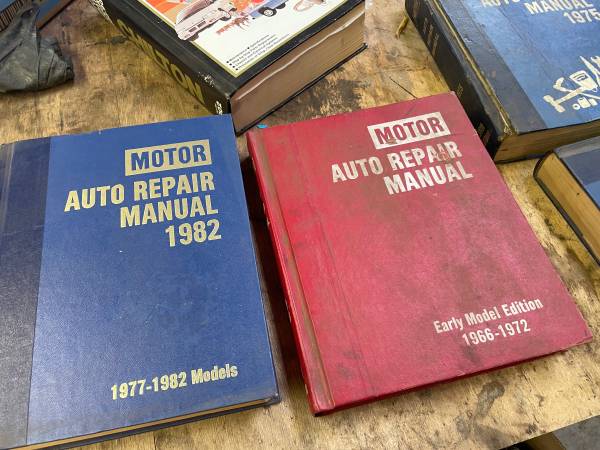 CHILTON
MANUAL
1975
MOTOR
AUTO REPAIR
MANUAL
1982
1977-1982 Models
MOTOR
AUTO REPAIR
MANUAL
Early Model Edition
1966-1972